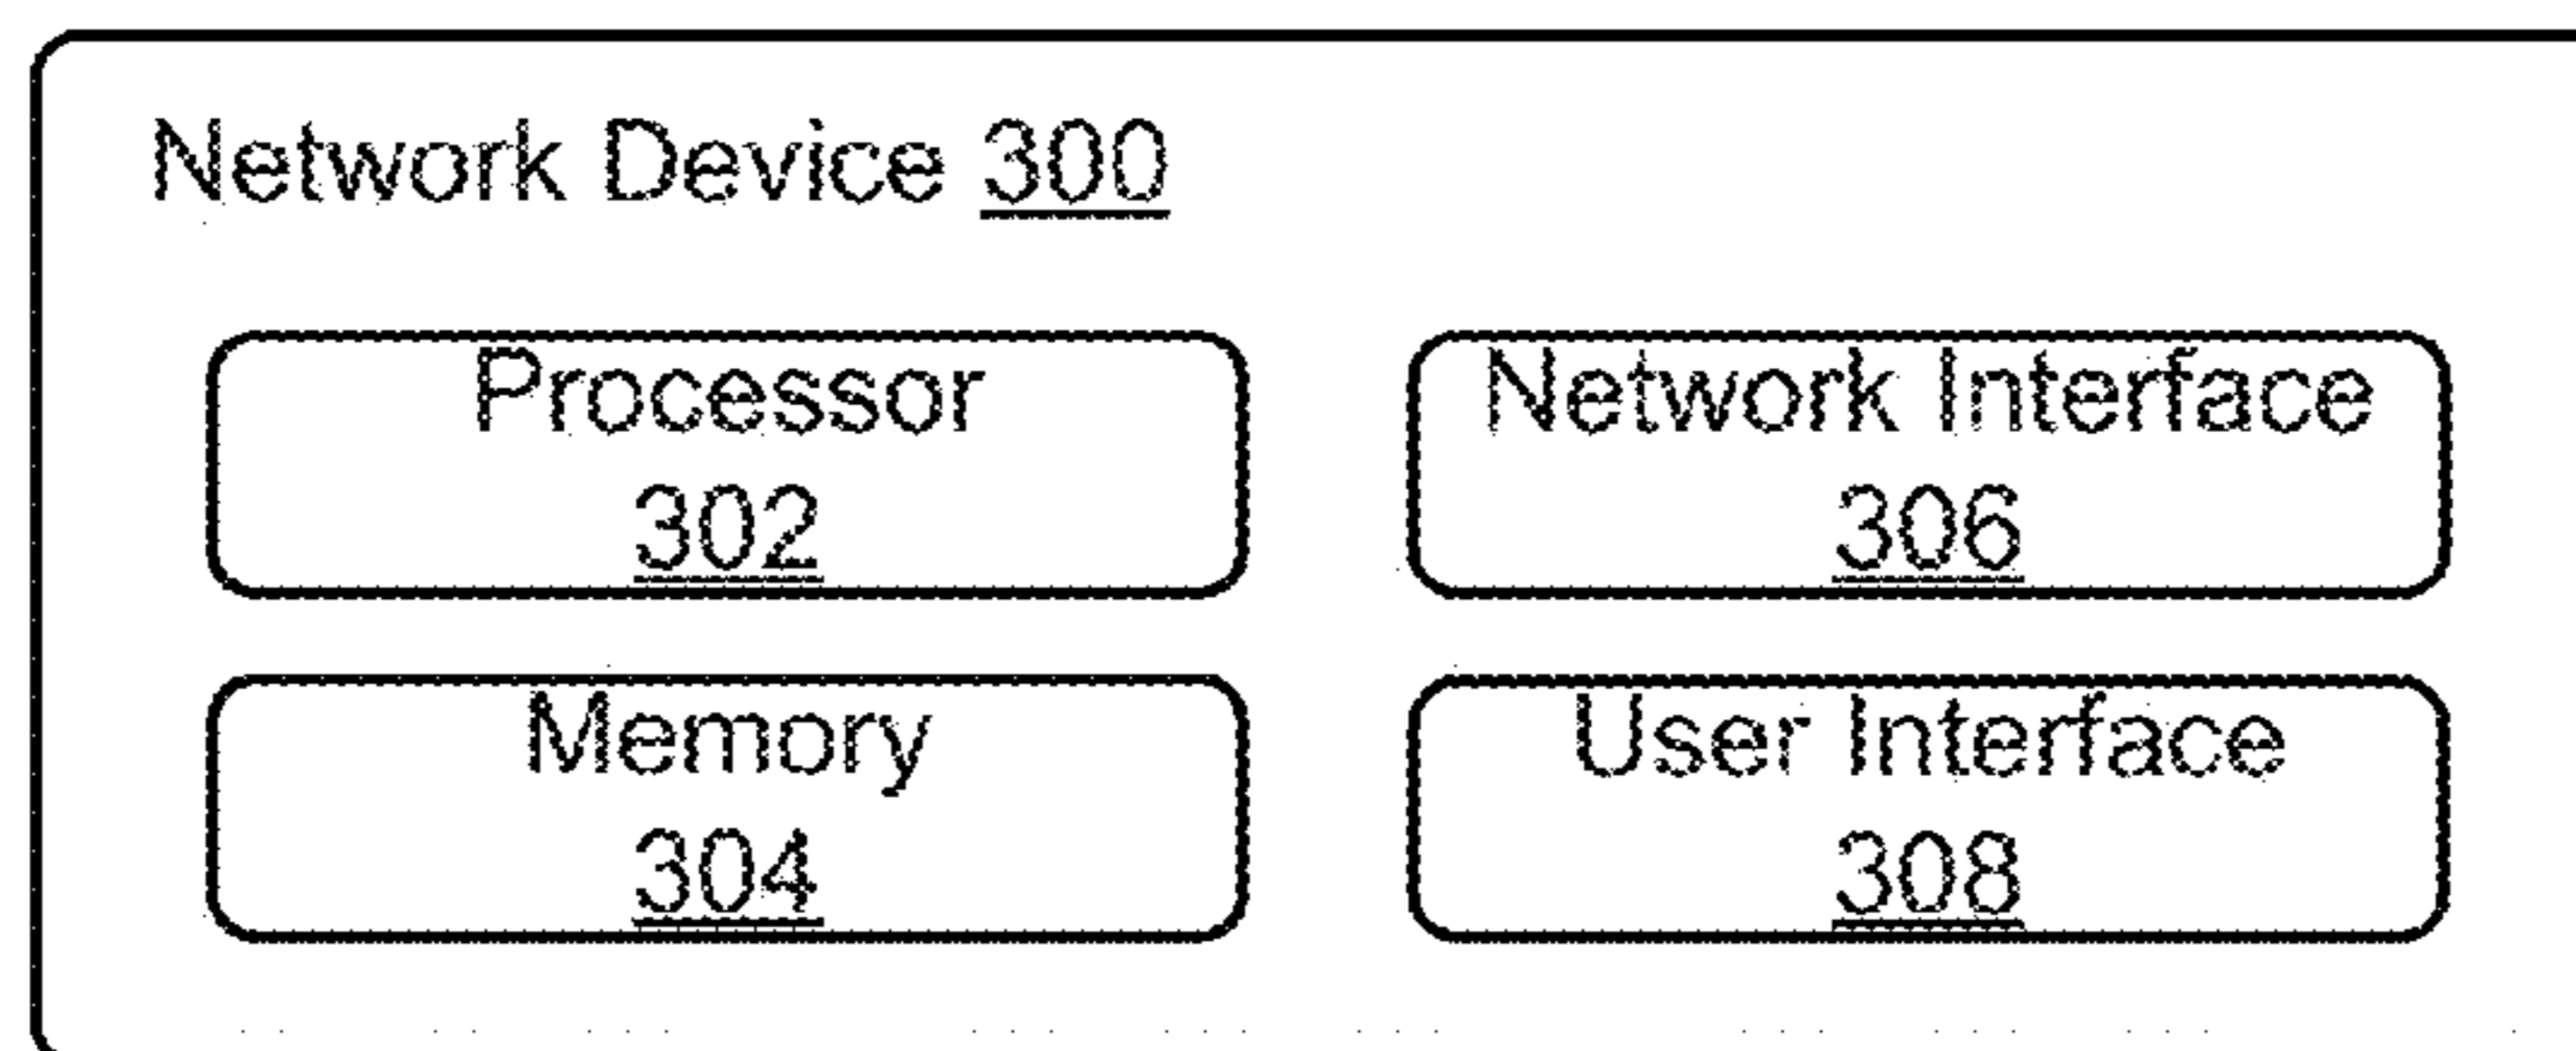 Network Device 300
Processor
302
Network Interface
306
Memory
304
User Interface
308